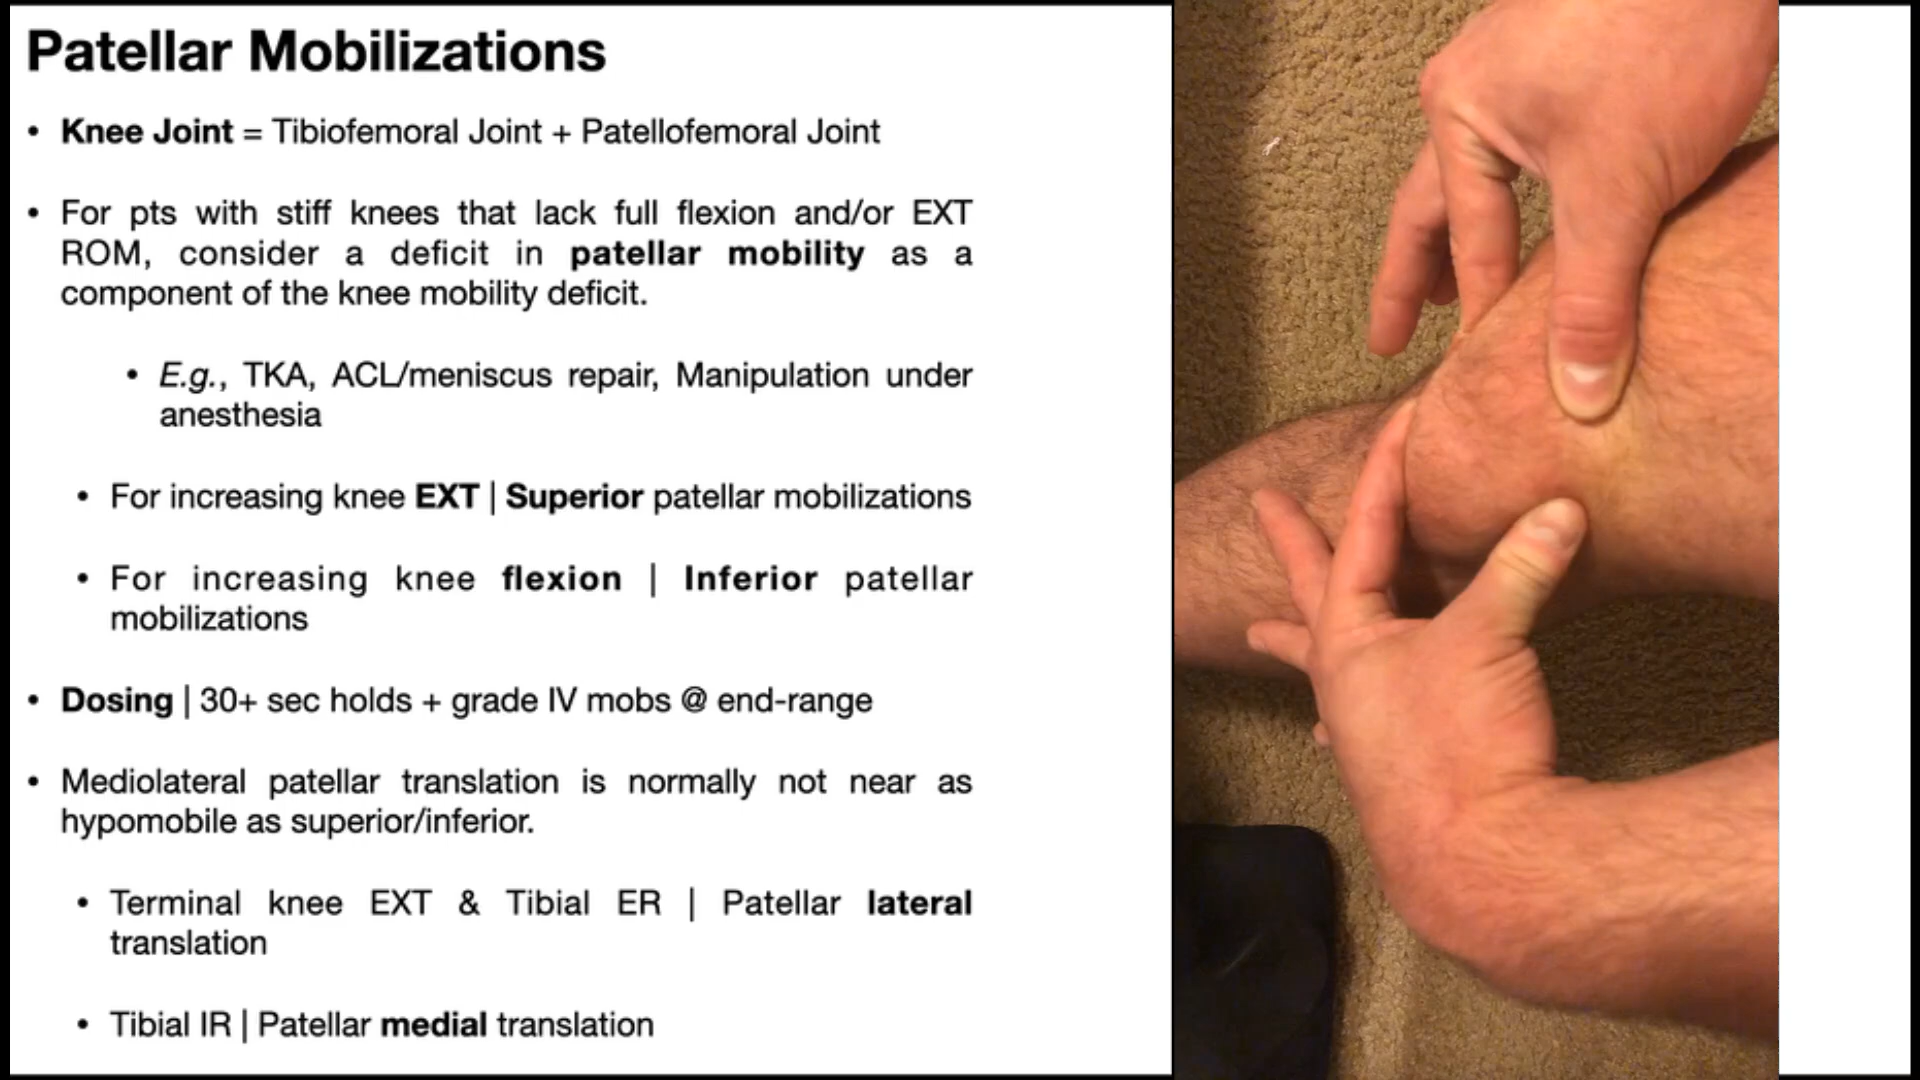 Patellar Mobilizations
• Knee Joint = Tibiofemoral Joint + Patellofemoral Joint
• For pts with stiff knees that lack full flexion and/or EXT
ROM, consider a deficit in patellar mobility as a
component of the knee mobility deficit.
• E.g., TKA, ACL/meniscus repair, Manipulation under
anesthesia
• For increasing knee EXT | Superior patellar mobilizations
• For increasing knee flexion | Inferior patellar
mobilizations
• Dosing | 30+ sec holds + grade IV mobs @ end-range
• Mediolateral patellar translation is normally not near as
hypomobile as superior/inferior.
• Terminal knee EXT & Tibial ER | Patellar lateral
translation
• Tibial IR | Patellar medial translation